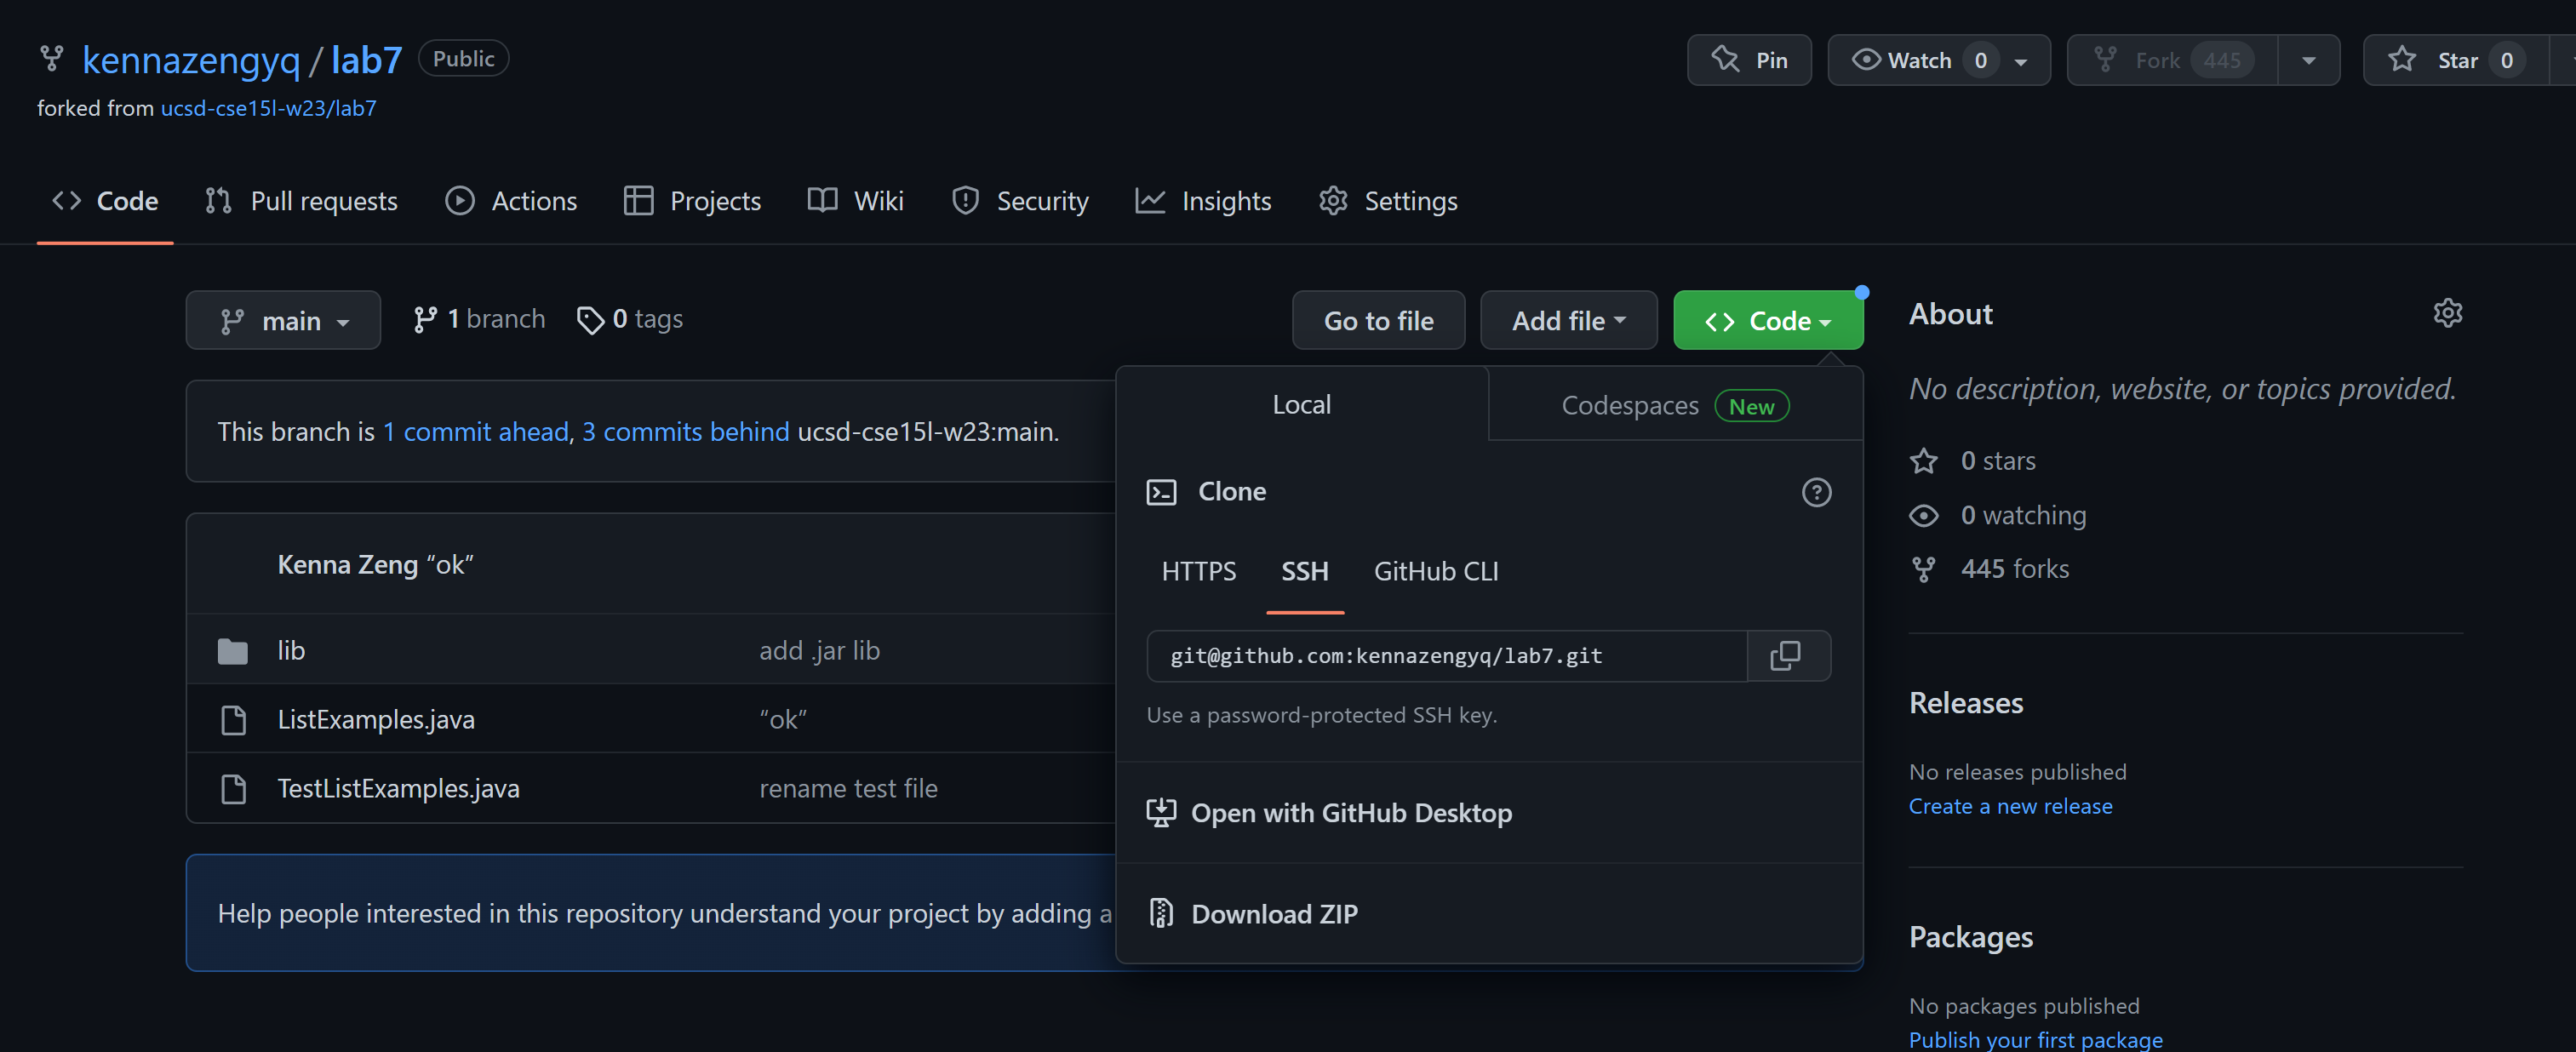 kennazengyq / lab7 Public
Pin
Watch 0
Fork 445
Star 0
forked from ucsd-cse15l-w23/lab7
Code
Pull requests
Actions
Projects
Wiki
Security
Insights
Settings
main
1 branch
0 tags
Go to file
Add file
Code
This branch is 1 commit ahead, 3 commits behind ucsd-cse15l-w23:main.
Kenna Zeng “ok”
lib add .jar lib
ListExamples.java “ok”
TestListExamples.java rename test file
Help people interested in this repository understand your project by adding a
Local
Codespaces New
Clone
HTTPS SSH GitHub CLI
git@github.com:kennazengyq/lab7.git
Use a password-protected SSH key.
Open with GitHub Desktop
Download ZIP
About
No description, website, or topics provided.
0 stars
0 watching
445 forks
Releases
No releases published
Create a new release
Packages
No packages published
Publish your first package